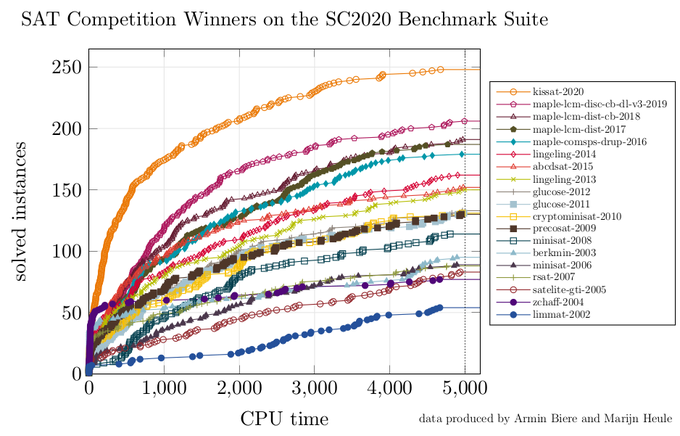 SAT Competition Winners on the SC2020 Benchmark Suite
solved instances
250
200
150
100
50
0
0 1,000 2,000 3,000 4,000 5,000
CPU time
kissat-2020
maple-lcm-disc-cb-dl-v3-2019
maple-lcm-dist-cb-2018
maple-lcm-dist-2017
maple-comsps-drup-2016
lingeling-2014
abcdsat-2015
lingeling-2013
glucose-2012
glucose-2011
cryptominisat-2010
precosat-2009
minisat-2008
berkmin-2003
minisat-2006
rsat-2007
satelite-gti-2005
zchaff-2004
limmat-2002
data produced by Armin Biere and Marijn Heule